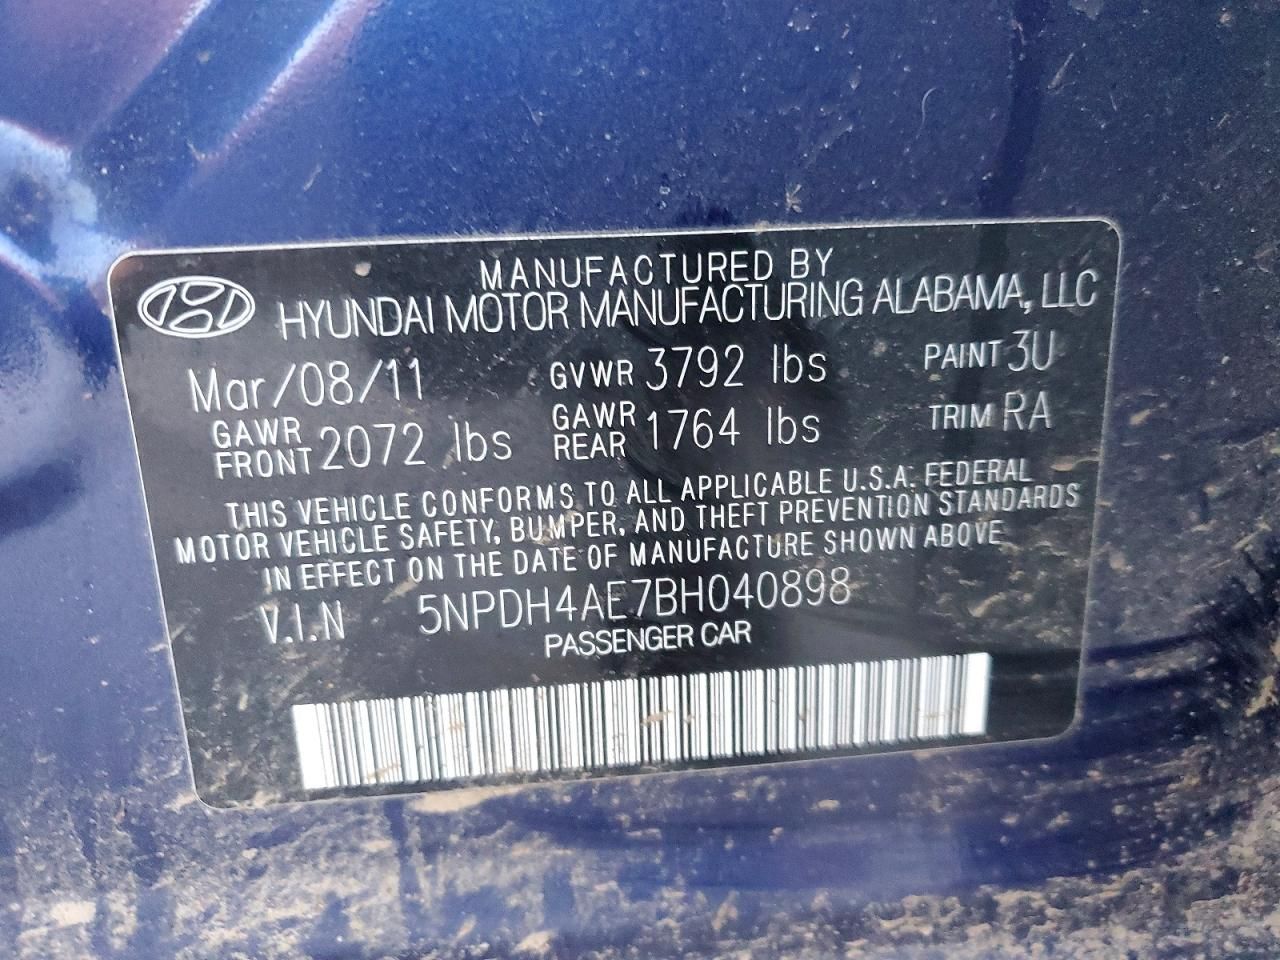 MANUFACTURED BY
HYUNDAI MOTOR MANUFACTURING ALABAMA, LLC
Mar/08/11 GVWR 3792 lbs PAINT 3U
GAWR FRONT 2072 lbs GAWR REAR 1764 lbs TRIM RA
THIS VEHICLE CONFORMS TO ALL APPLICABLE U.S.A. FEDERAL
MOTOR VEHICLE SAFETY, BUMPER, AND THEFT PREVENTION STANDARDS
IN EFFECT ON THE DATE OF MANUFACTURE SHOWN ABOVE
V.I.N 5NPDH4AE7BH040898
PASSENGER CAR